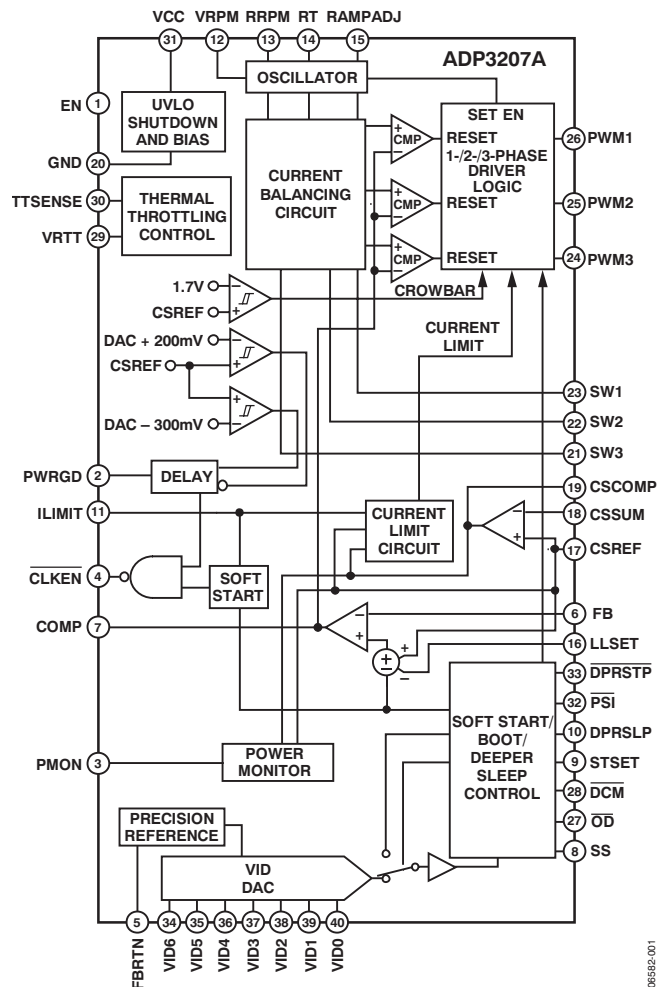 VCC VRPM RRPM RT RAMPADJ
31 12 13 14 15
ADP3207A
OSCILLATOR
EN 1
UVLO
SHUTDOWN
AND BIAS
GND 20
TTSENSE 30
VRTT 29
THERMAL
THROTTLING
CONTROL
CURRENT
BALANCING
CIRCUIT
+
CMP
–
+
CMP
–
+
CMP
–
SET EN
RESET
1-/2-/3-PHASE
DRIVER
LOGIC
RESET
RESET
26 PWM1
25 PWM2
24 PWM3
1.7V –
CSREF +
CROWBAR
DAC + 200mV –
CSREF +
CURRENT
LIMIT
+
DAC – 300mV –
23 SW1
22 SW2
21 SW3
PWRGD 2
DELAY
19 CSCOMP
ILIMIT 11
CURRENT
LIMIT
CIRCUIT
– 18 CSSUM
+ 17 CSREF
CLKEN 4
SOFT
START
COMP 7
– 6 FB
+
+
–
+
–
16 LLSET
33 DPRSTP
32 PSI
10 DPRSLP
9 STSET
28 DCM
27 OD
8 SS
SOFT START/
BOOT/
DEEPER
SLEEP
CONTROL
PMON 3
POWER
MONITOR
PRECISION
REFERENCE
VID
DAC
5 34 35 36 37 38 39 40
FBRTN VID6 VID5 VID4 VID3 VID2 VID1 VID0
06582-001